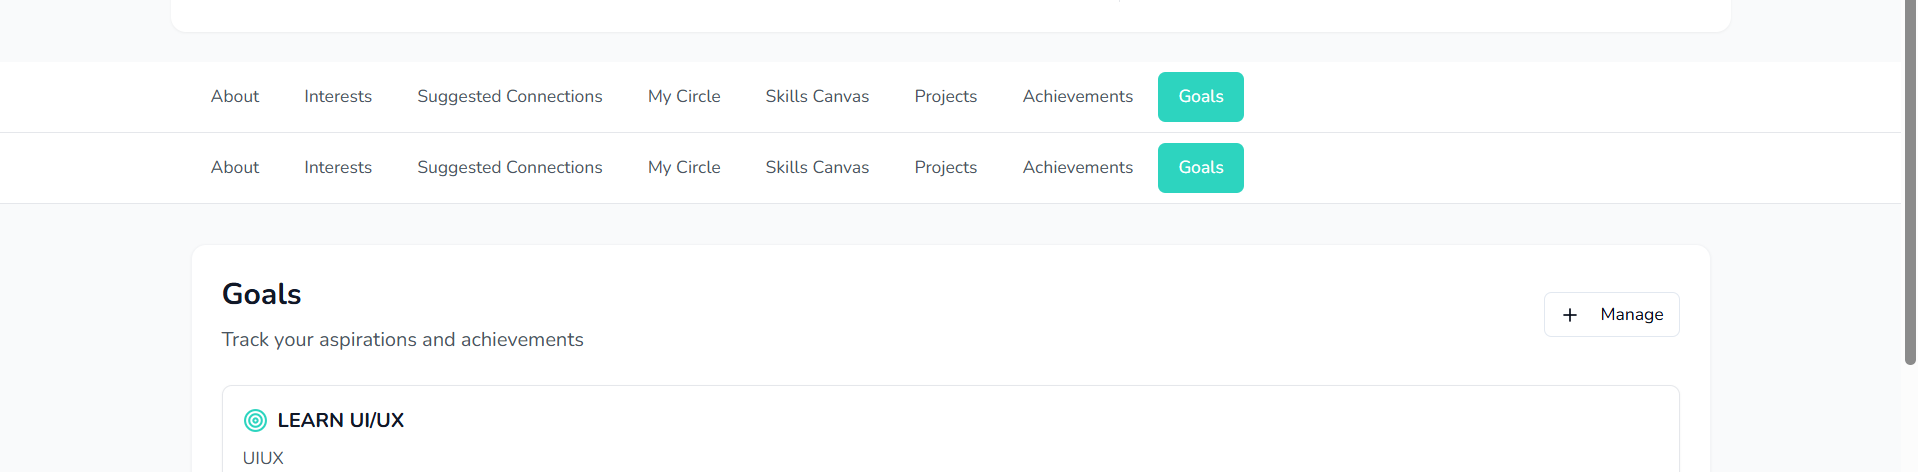 About Interests Suggested Connections My Circle Skills Canvas Projects Achievements Goals
About Interests Suggested Connections My Circle Skills Canvas Projects Achievements Goals
Goals
Track your aspirations and achievements
+ Manage
LEARN UI/UX
UIUX